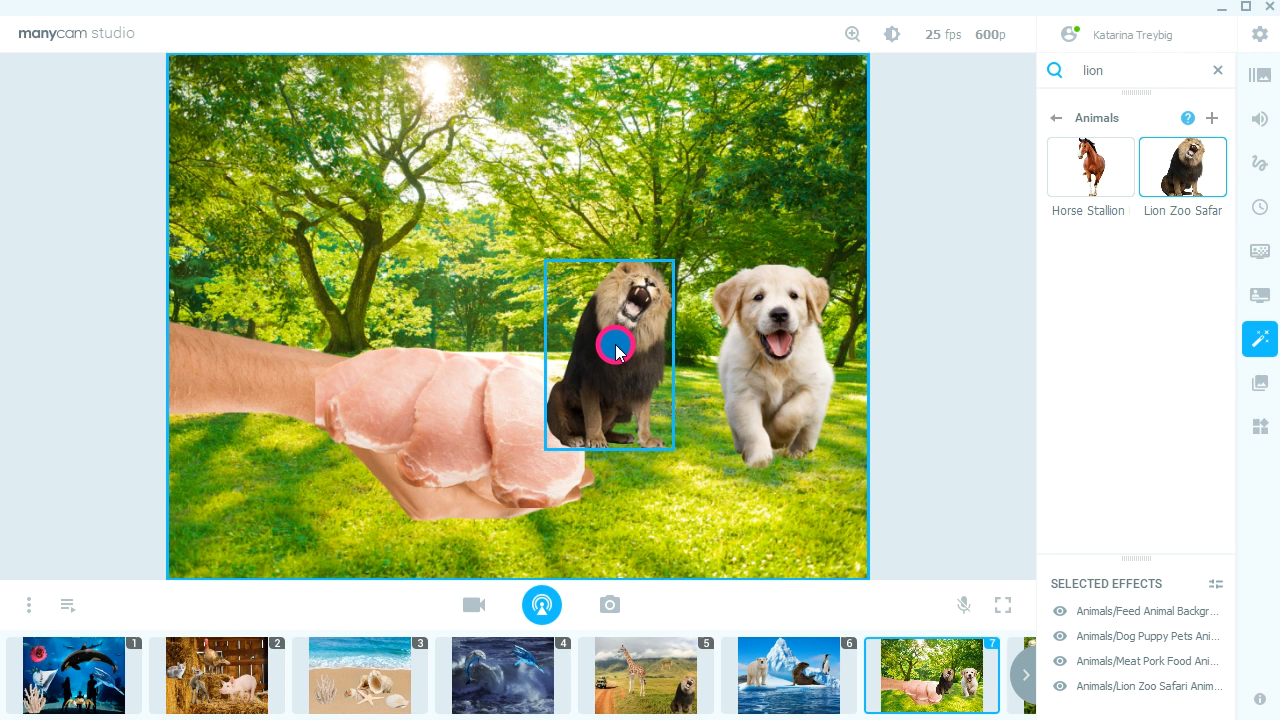 manycam studio
25 fps 600p
Katarina Treybig
lion
Animals
?
Horse Stallion
Lion Zoo Safar
SELECTED EFFECTS
Animals/Feed Animal Backgr...
Animals/Dog Puppy Pets Ani...
Animals/Meat Pork Food Ani...
Animals/Lion Zoo Safari Anim...
1
2
3
4
5
6
7